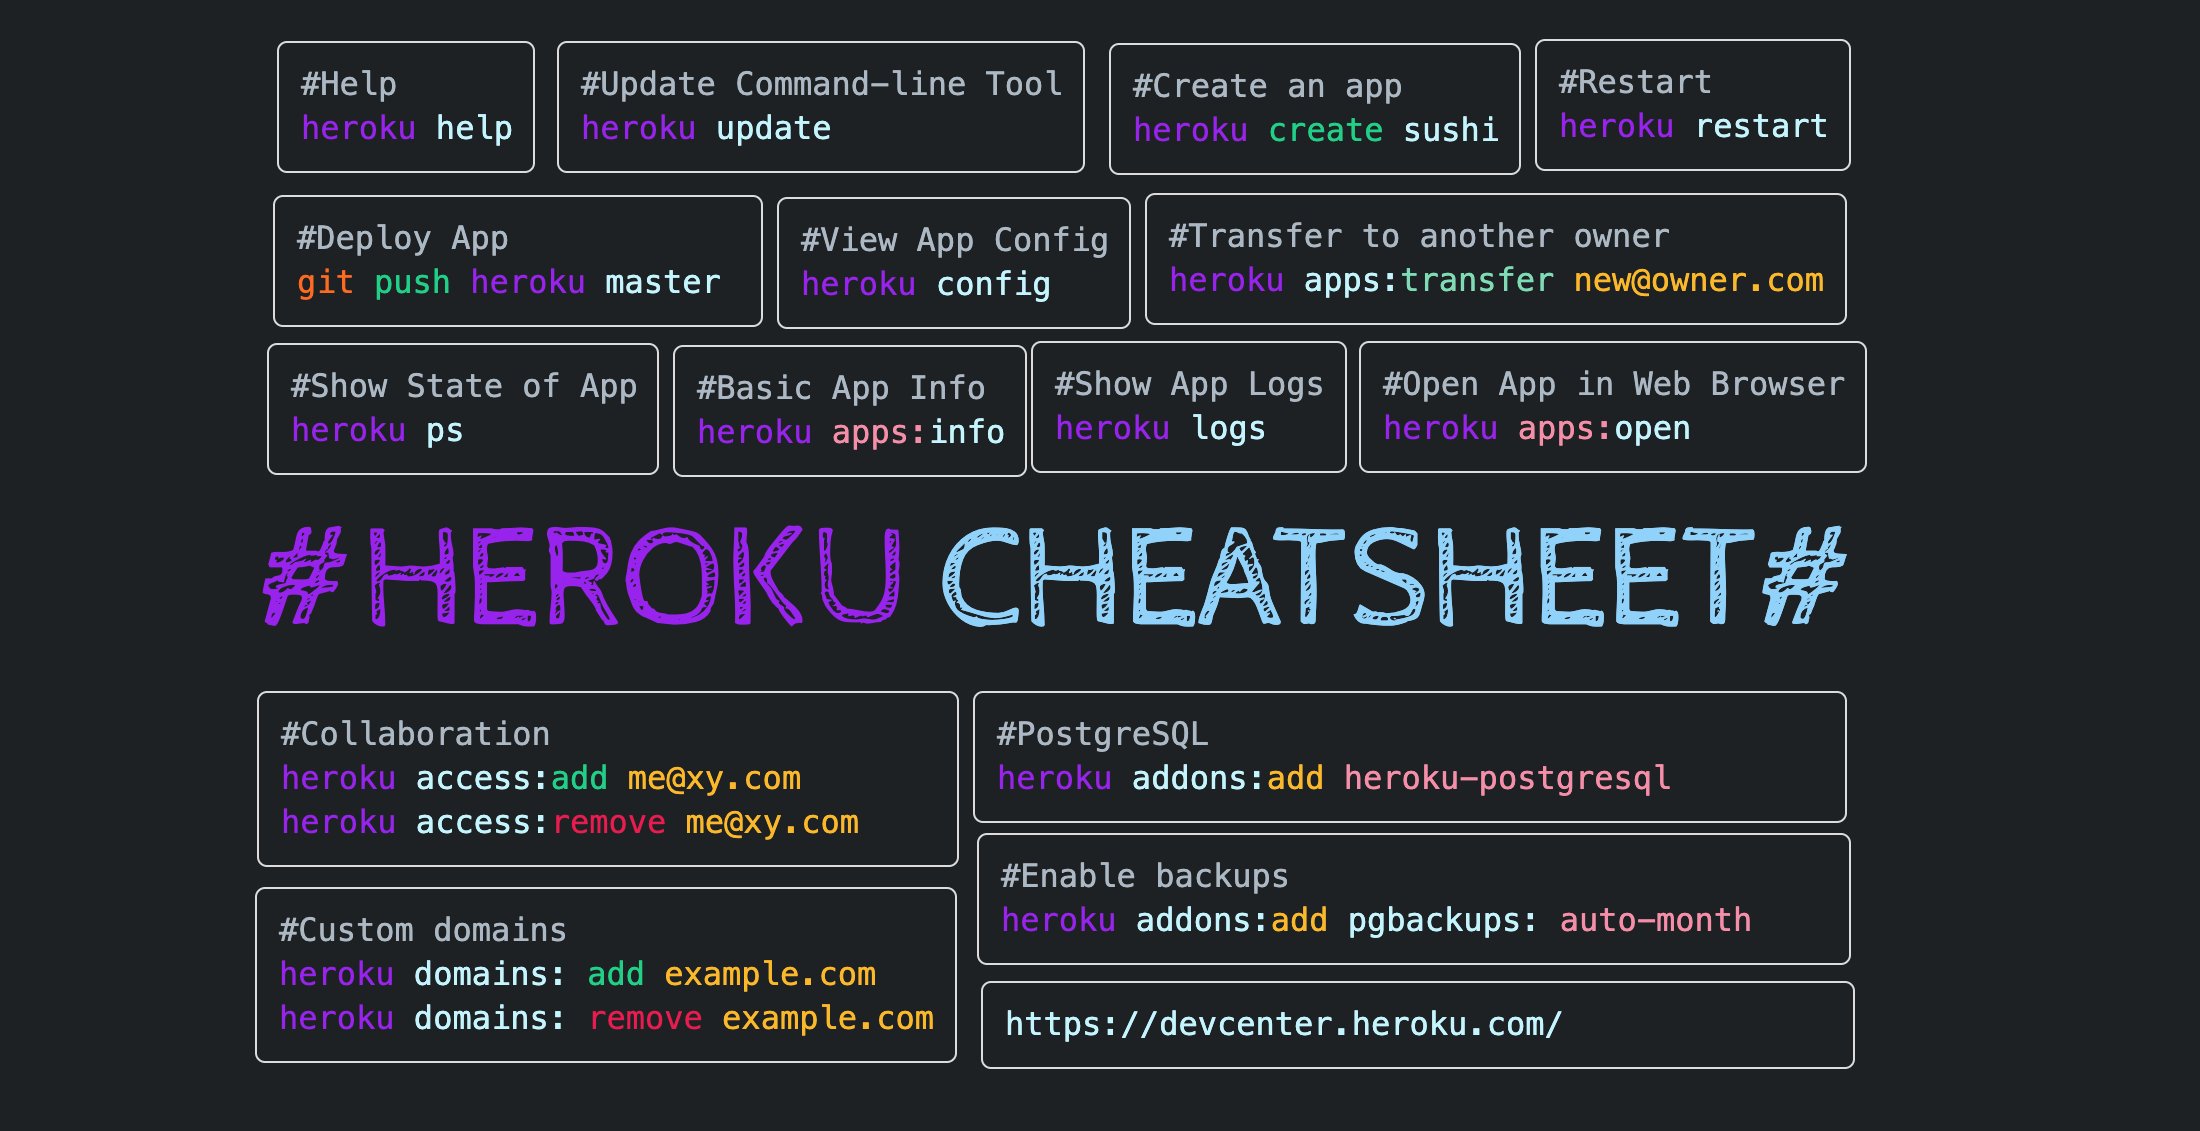 #Help
heroku help
#Update Command-line Tool
heroku update
#Create an app
heroku create sushi
#Restart
heroku restart
#Deploy App
git push heroku master
#View App Config
heroku config
#Transfer to another owner
heroku apps:transfer new@owner.com
#Show State of App
heroku ps
#Basic App Info
heroku apps:info
#Show App Logs
heroku logs
#Open App in Web Browser
heroku apps:open
#HEROKU CHEATSHEET#
#Collaboration
heroku access:add me@xy.com
heroku access:remove me@xy.com
#PostgreSQL
heroku addons:add heroku-postgresql
#Enable backups
heroku addons:add pgbackups: auto-month
#Custom domains
heroku domains: add example.com
heroku domains: remove example.com
https://devcenter.heroku.com/